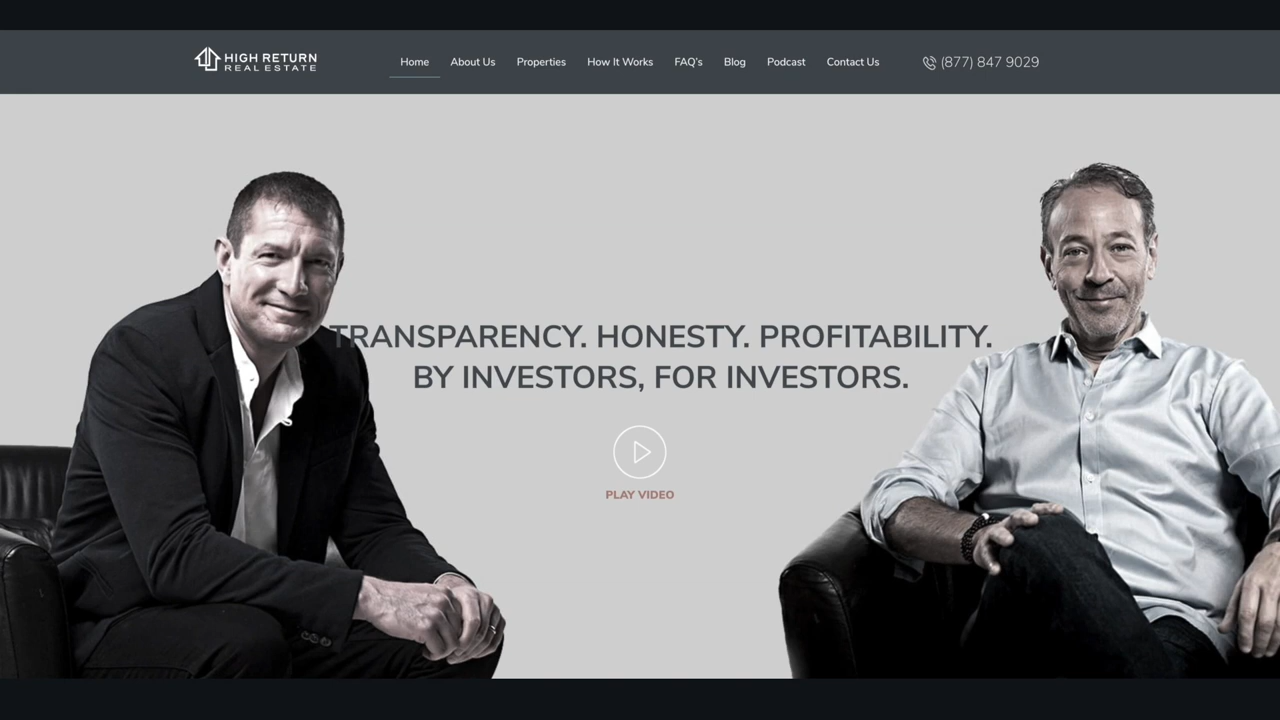 HIGH RETURN
REAL ESTATE
Home About Us Properties How It Works FAQ's Blog Podcast Contact Us (877) 847 9029
TRANSPARENCY. HONESTY. PROFITABILITY.
BY INVESTORS, FOR INVESTORS.
PLAY VIDEO